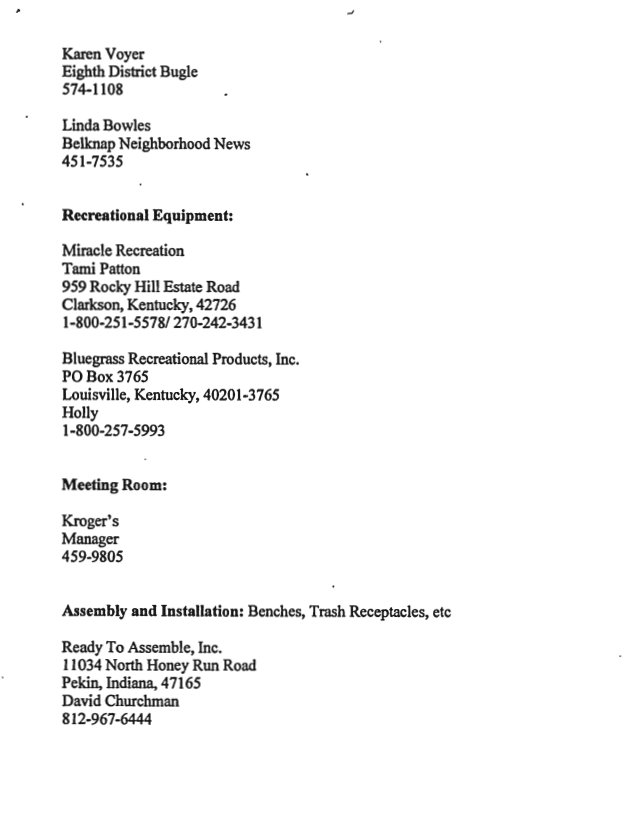 Karen Voyer
Eighth District Bugle
574-1108
Linda Bowles
Belknap Neighborhood News
451-7535
Recreational Equipment:
Miracle Recreation
Tami Patton
959 Rocky Hill Estate Road
Clarkson, Kentucky, 42726
1-800-251-5578/ 270-242-3431
Bluegrass Recreational Products, Inc.
PO Box 3765
Louisville, Kentucky, 40201-3765
Holly
1-800-257-5993
Meeting Room:
Kroger's
Manager
459-9805
Assembly and Installation: Benches, Trash Receptacles, etc
Ready To Assemble, Inc.
11034 North Honey Run Road
Pekin, Indiana, 47165
David Churchman
812-967-6444